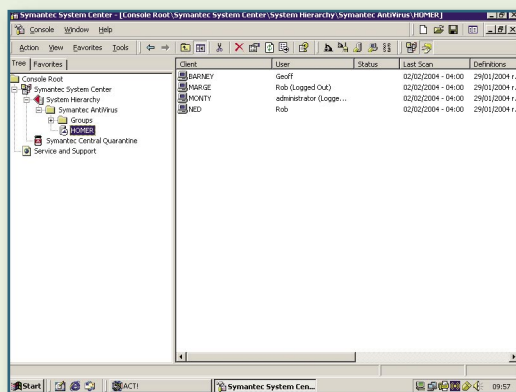 Symantec System Center - [Console Root\Symantec System Center\System Hierarchy\Symantec AntiVirus\HOMER]
Console Window Help
Action View Favorites Tools
Tree Favorites
Console Root
Symantec System Center
System Hierarchy
Symantec AntiVirus
Groups
HOMER
Symantec Central Quarantine
Service and Support
Client User Status Last Scan Definitions
BARNEY Geoff 02/02/2004 - 04:00 29/01/2004 r.
MARGE Rob (Logged Out) 02/02/2004 - 04:00 29/01/2004 r.
MONTY administrator (Logge... 02/02/2004 - 04:00 29/01/2004 r.
NED Rob 02/02/2004 - 04:00 29/01/2004 r.
Start ACT! Symantec System Cen... 09:57